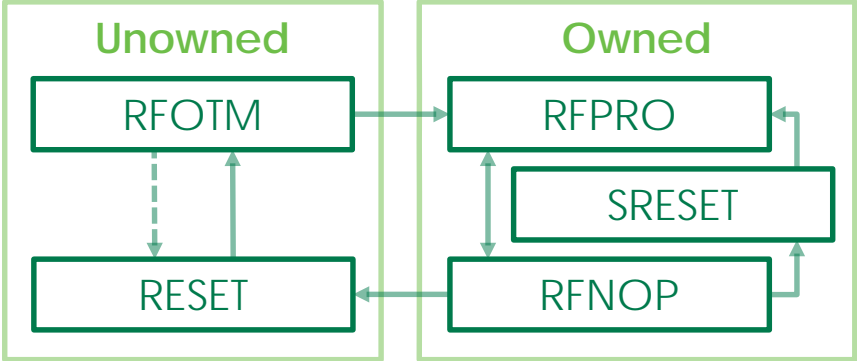 Unowned
RFOTM
RESET
Owned
RFPRO
SRESET
RFNOP